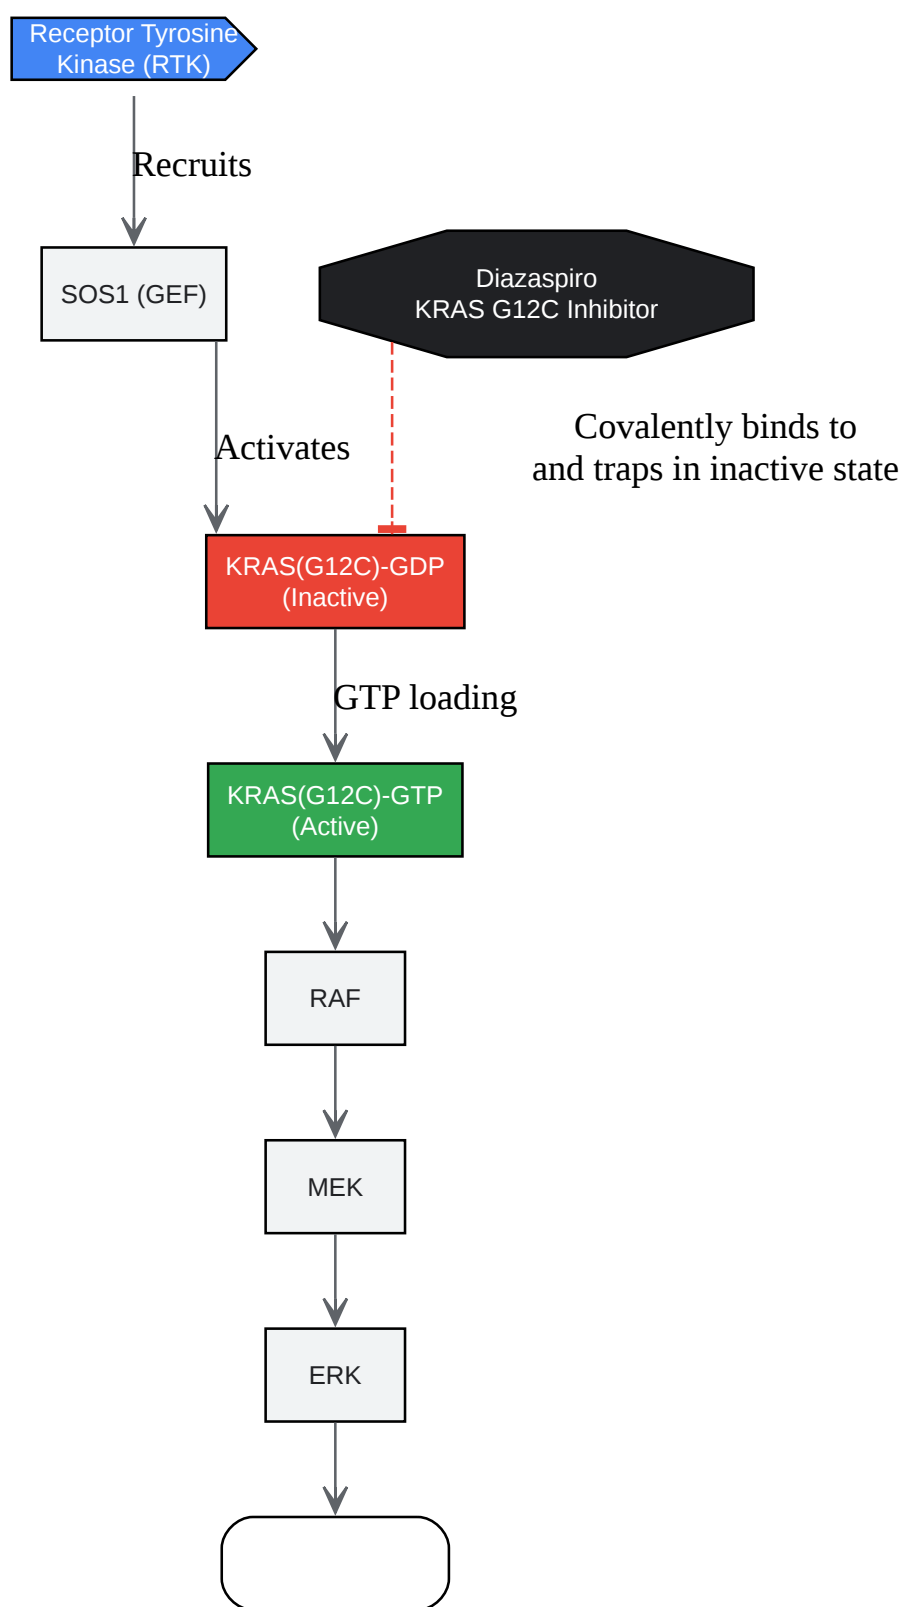 Receptor Tyrosine
Kinase (RTK)
Recruits
SOS1 (GEF)
Diazaspiro
KRAS G12C Inhibitor
Activates
Covalently binds to
and traps in inactive state
KRAS(G12C)-GDP
(Inactive)
GTP loading
KRAS(G12C)-GTP
(Active)
RAF
MEK
ERK